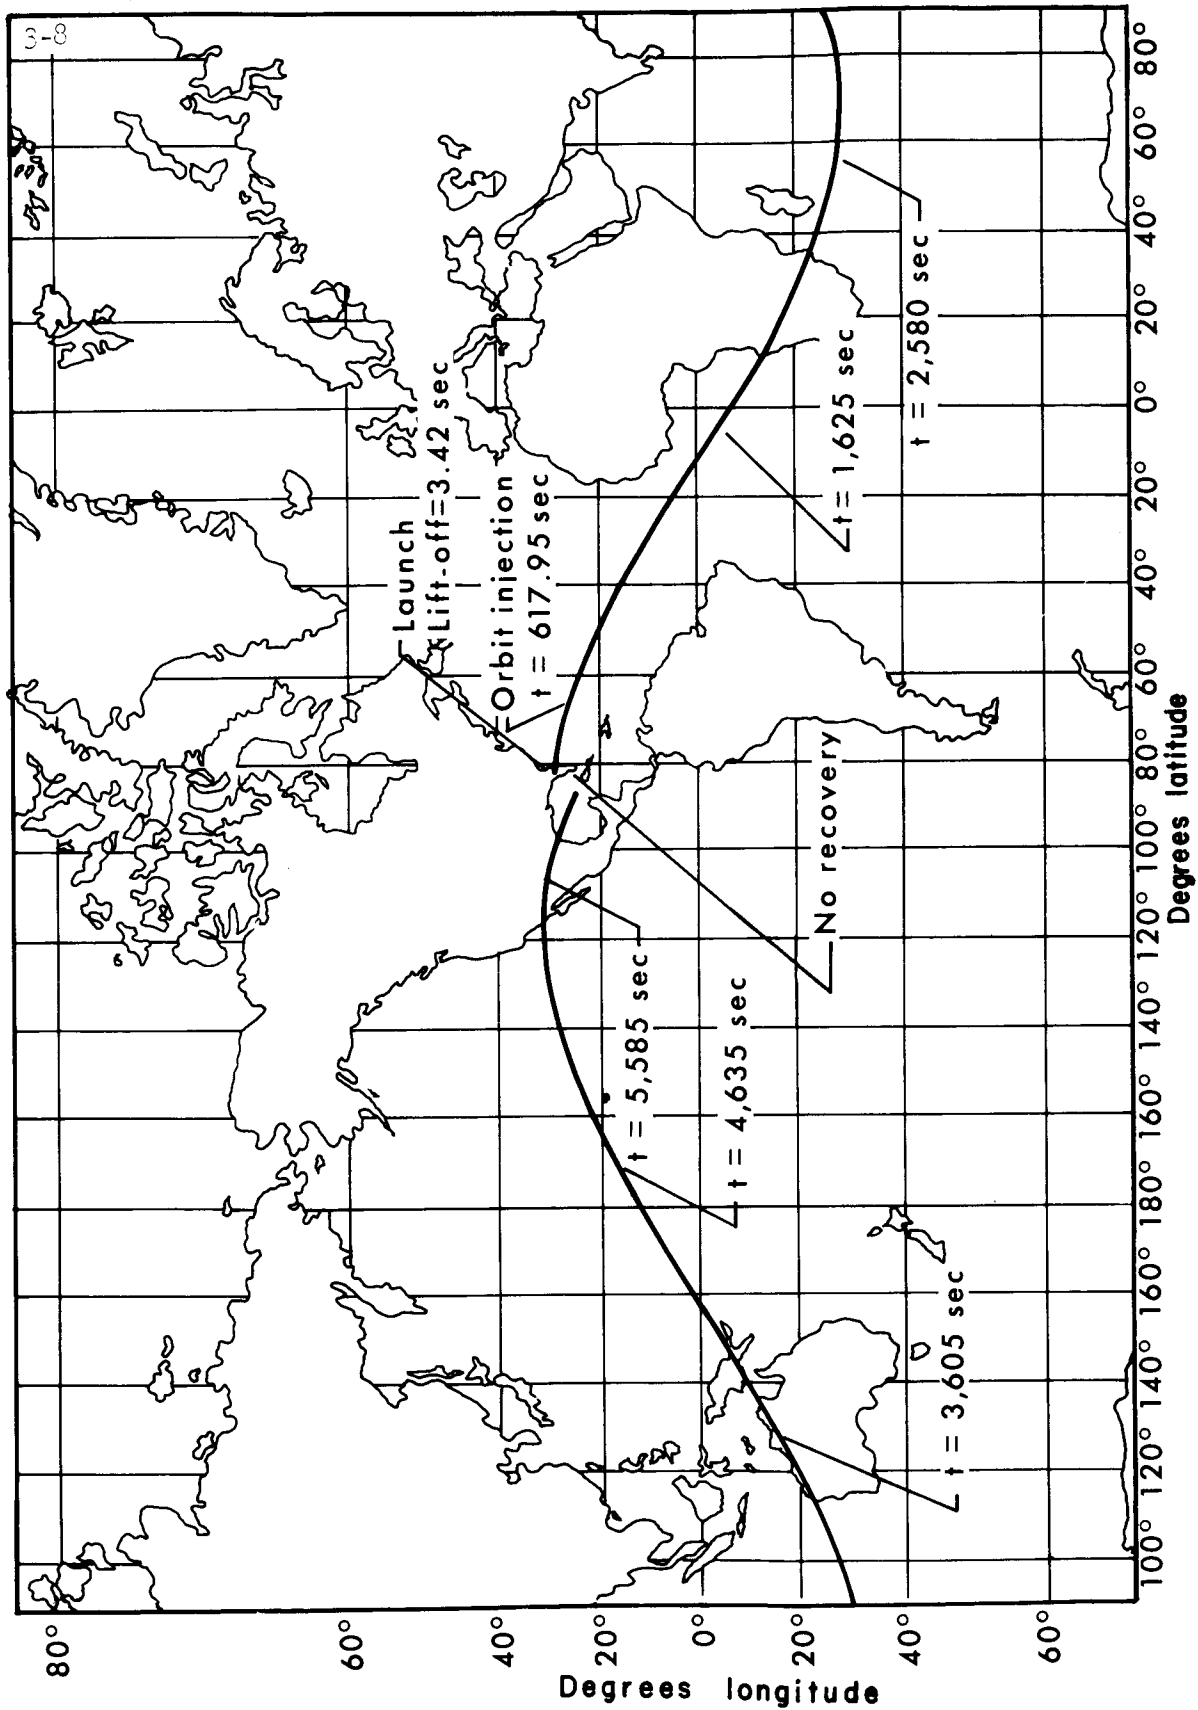 3-8
Launch
Lift-off=3.42 sec
Orbit injection
t = 617.95 sec
t = 1,625 sec
t = 2,580 sec
No recovery
t = 5,585 sec
t = 4,635 sec
t = 3,605 sec
80°
60°
40°
20°
0°
20°
40°
60°
Degrees longitude
100°
120°
140°
160°
180°
160°
140°
120°
100°
80°
60°
40°
20°
0°
20°
40°
60°
80°
Degrees latitude